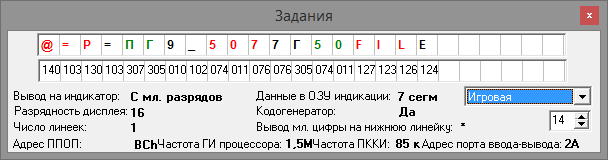 Задания
x
@ = P = П Г 9 _ 5 0 7 7 Г 5 0 F I L E
140 103 130 103 307 305 010 102 074 011 076 076 305 074 011 127 123 126 124
Вывод на индикатор: С мл. разрядов Данные в ОЗУ индикации: 7 сегм Игровая
Разрядность дисплея: 16 Кодогенератор: Да
Число линеек: 1 Вывод мл. цифры на нижнюю линейку: * 14
Адрес ППОП: BCh Частота ГИ процессора: 1,5М Частота ПККИ: 85 к Адрес порта ввода-вывода: 2A